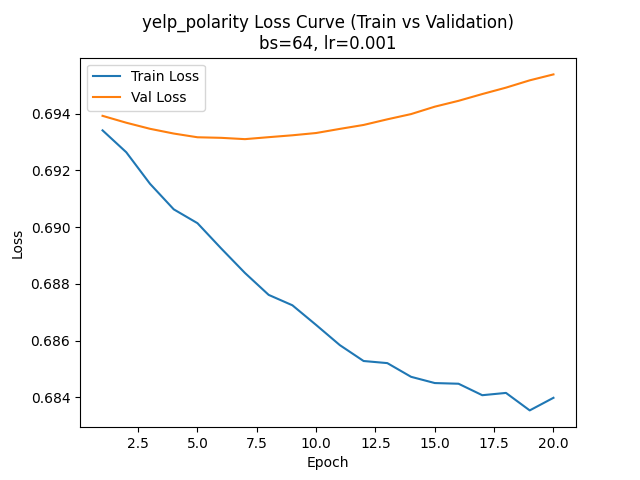 yelp_polarity Loss Curve (Train vs Validation)
bs=64, lr=0.001
Train Loss
Val Loss
0.694
0.692
0.690
0.688
0.686
0.684
Loss
2.5 5.0 7.5 10.0 12.5 15.0 17.5 20.0
Epoch